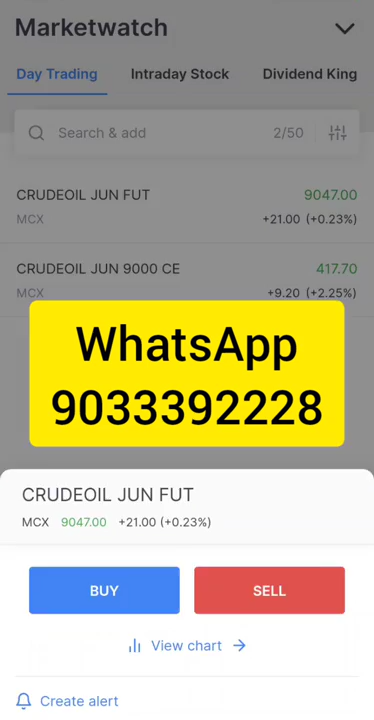 Marketwatch
Day Trading Intraday Stock Dividend King
Search & add 2/50
CRUDEOIL JUN FUT 9047.00
MCX +21.00 (+0.23%)
CRUDEOIL JUN 9000 CE 417.70
MCX +9.20 (+2.25%)
WhatsApp
9033392228
CRUDEOIL JUN FUT
MCX 9047.00 +21.00 (+0.23%)
BUY SELL
View chart
Create alert